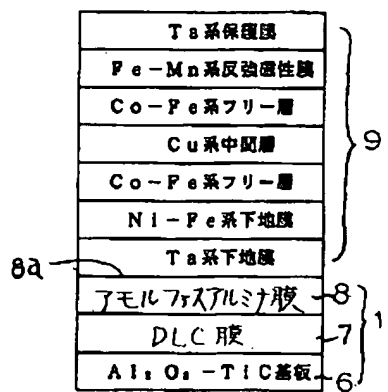 Ta系保護膜
Fe-Mn系反強磁性膜
Co-Fe系フリー層
Cu系中間層
Co-Fe系フリー層
Ni-Fe系下地膜
Ta系下地膜
9
8a
アモルファスアルミナ膜
8
DLC膜
7
1
Al₂O₃-TiC基板
6